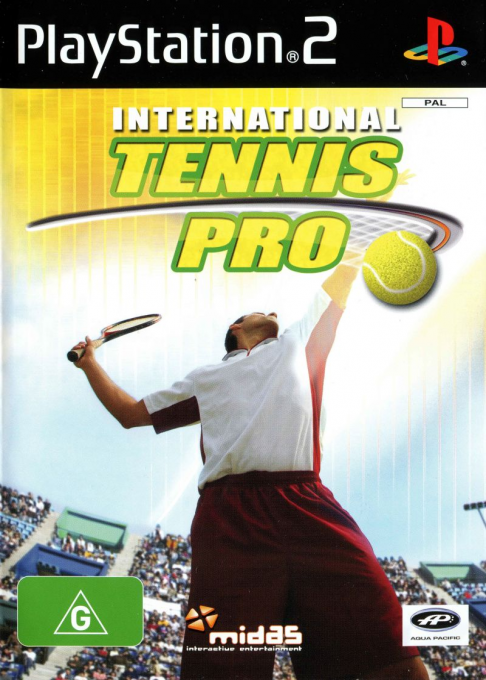 PlayStation®2
PAL
INTERNATIONAL
TENNIS
PRO
G
midas
interactive entertainment
AP
AQUA PACIFIC